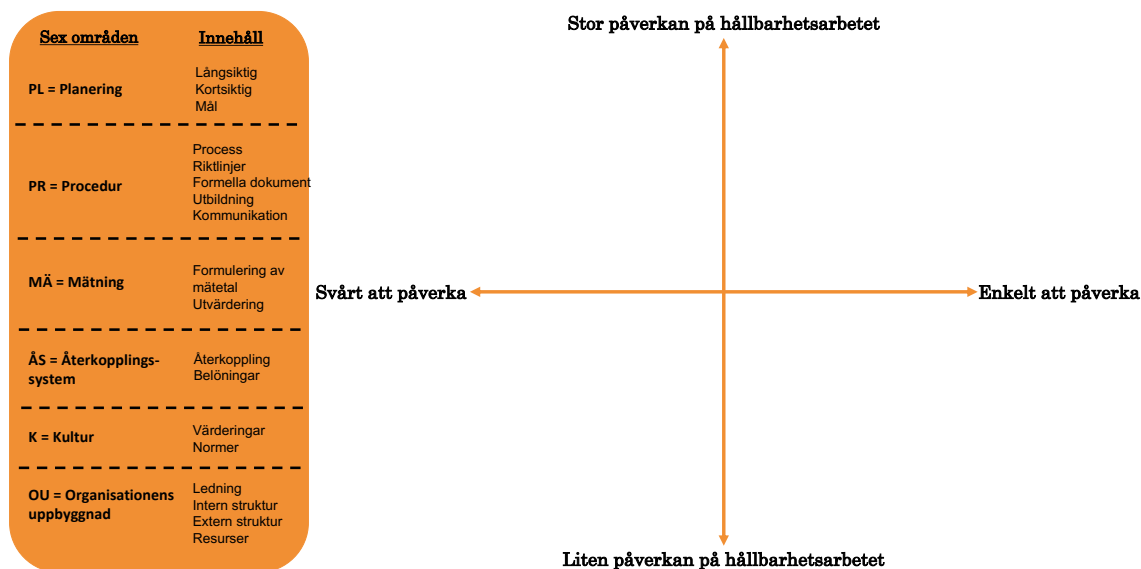 Sex områden
Innehåll
PL = Planering
Långsiktig
Kortsiktig
Mål
PR = Procedur
Process
Riktlinjer
Formella dokument
Utbildning
Kommunikation
MÄ = Mätning
Formulering av
mätetal
Utvärdering
ÅS = Återkopplings-
system
Återkoppling
Belöningar
K = Kultur
Värderingar
Normer
OU = Organisationens
uppbyggnad
Ledning
Intern struktur
Extern struktur
Resurser
Stor påverkan på hållbarhetsarbetet
Svårt att påverka
Enkelt att påverka
Liten påverkan på hållbarhetsarbetet